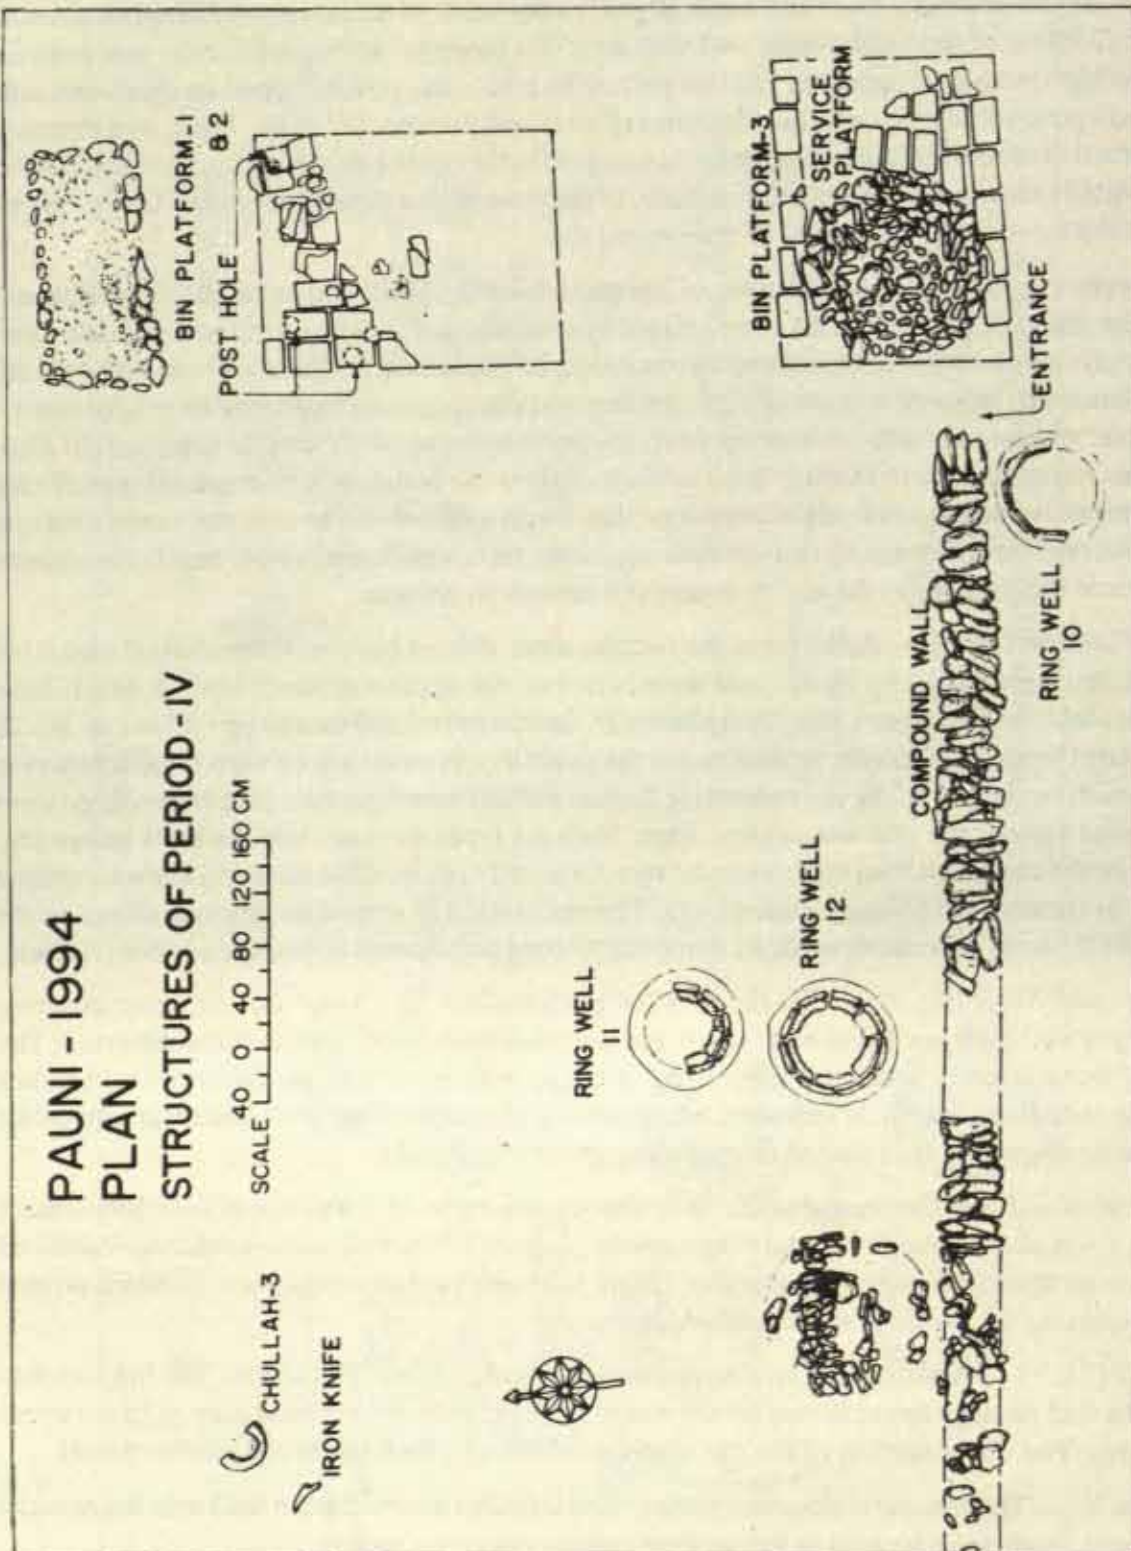 PAUNI - 1994
PLAN
STRUCTURES OF PERIOD - IV
SCALE 40 0 40 80 120 160 CM
CHULLAH-3
IRON KNIFE
BIN PLATFORM-1
& 2
POST HOLE
BIN PLATFORM-3
SERVICE
PLATFORM
ENTRANCE
RING WELL
11
RING WELL
12
COMPOUND WALL
RING WELL
10